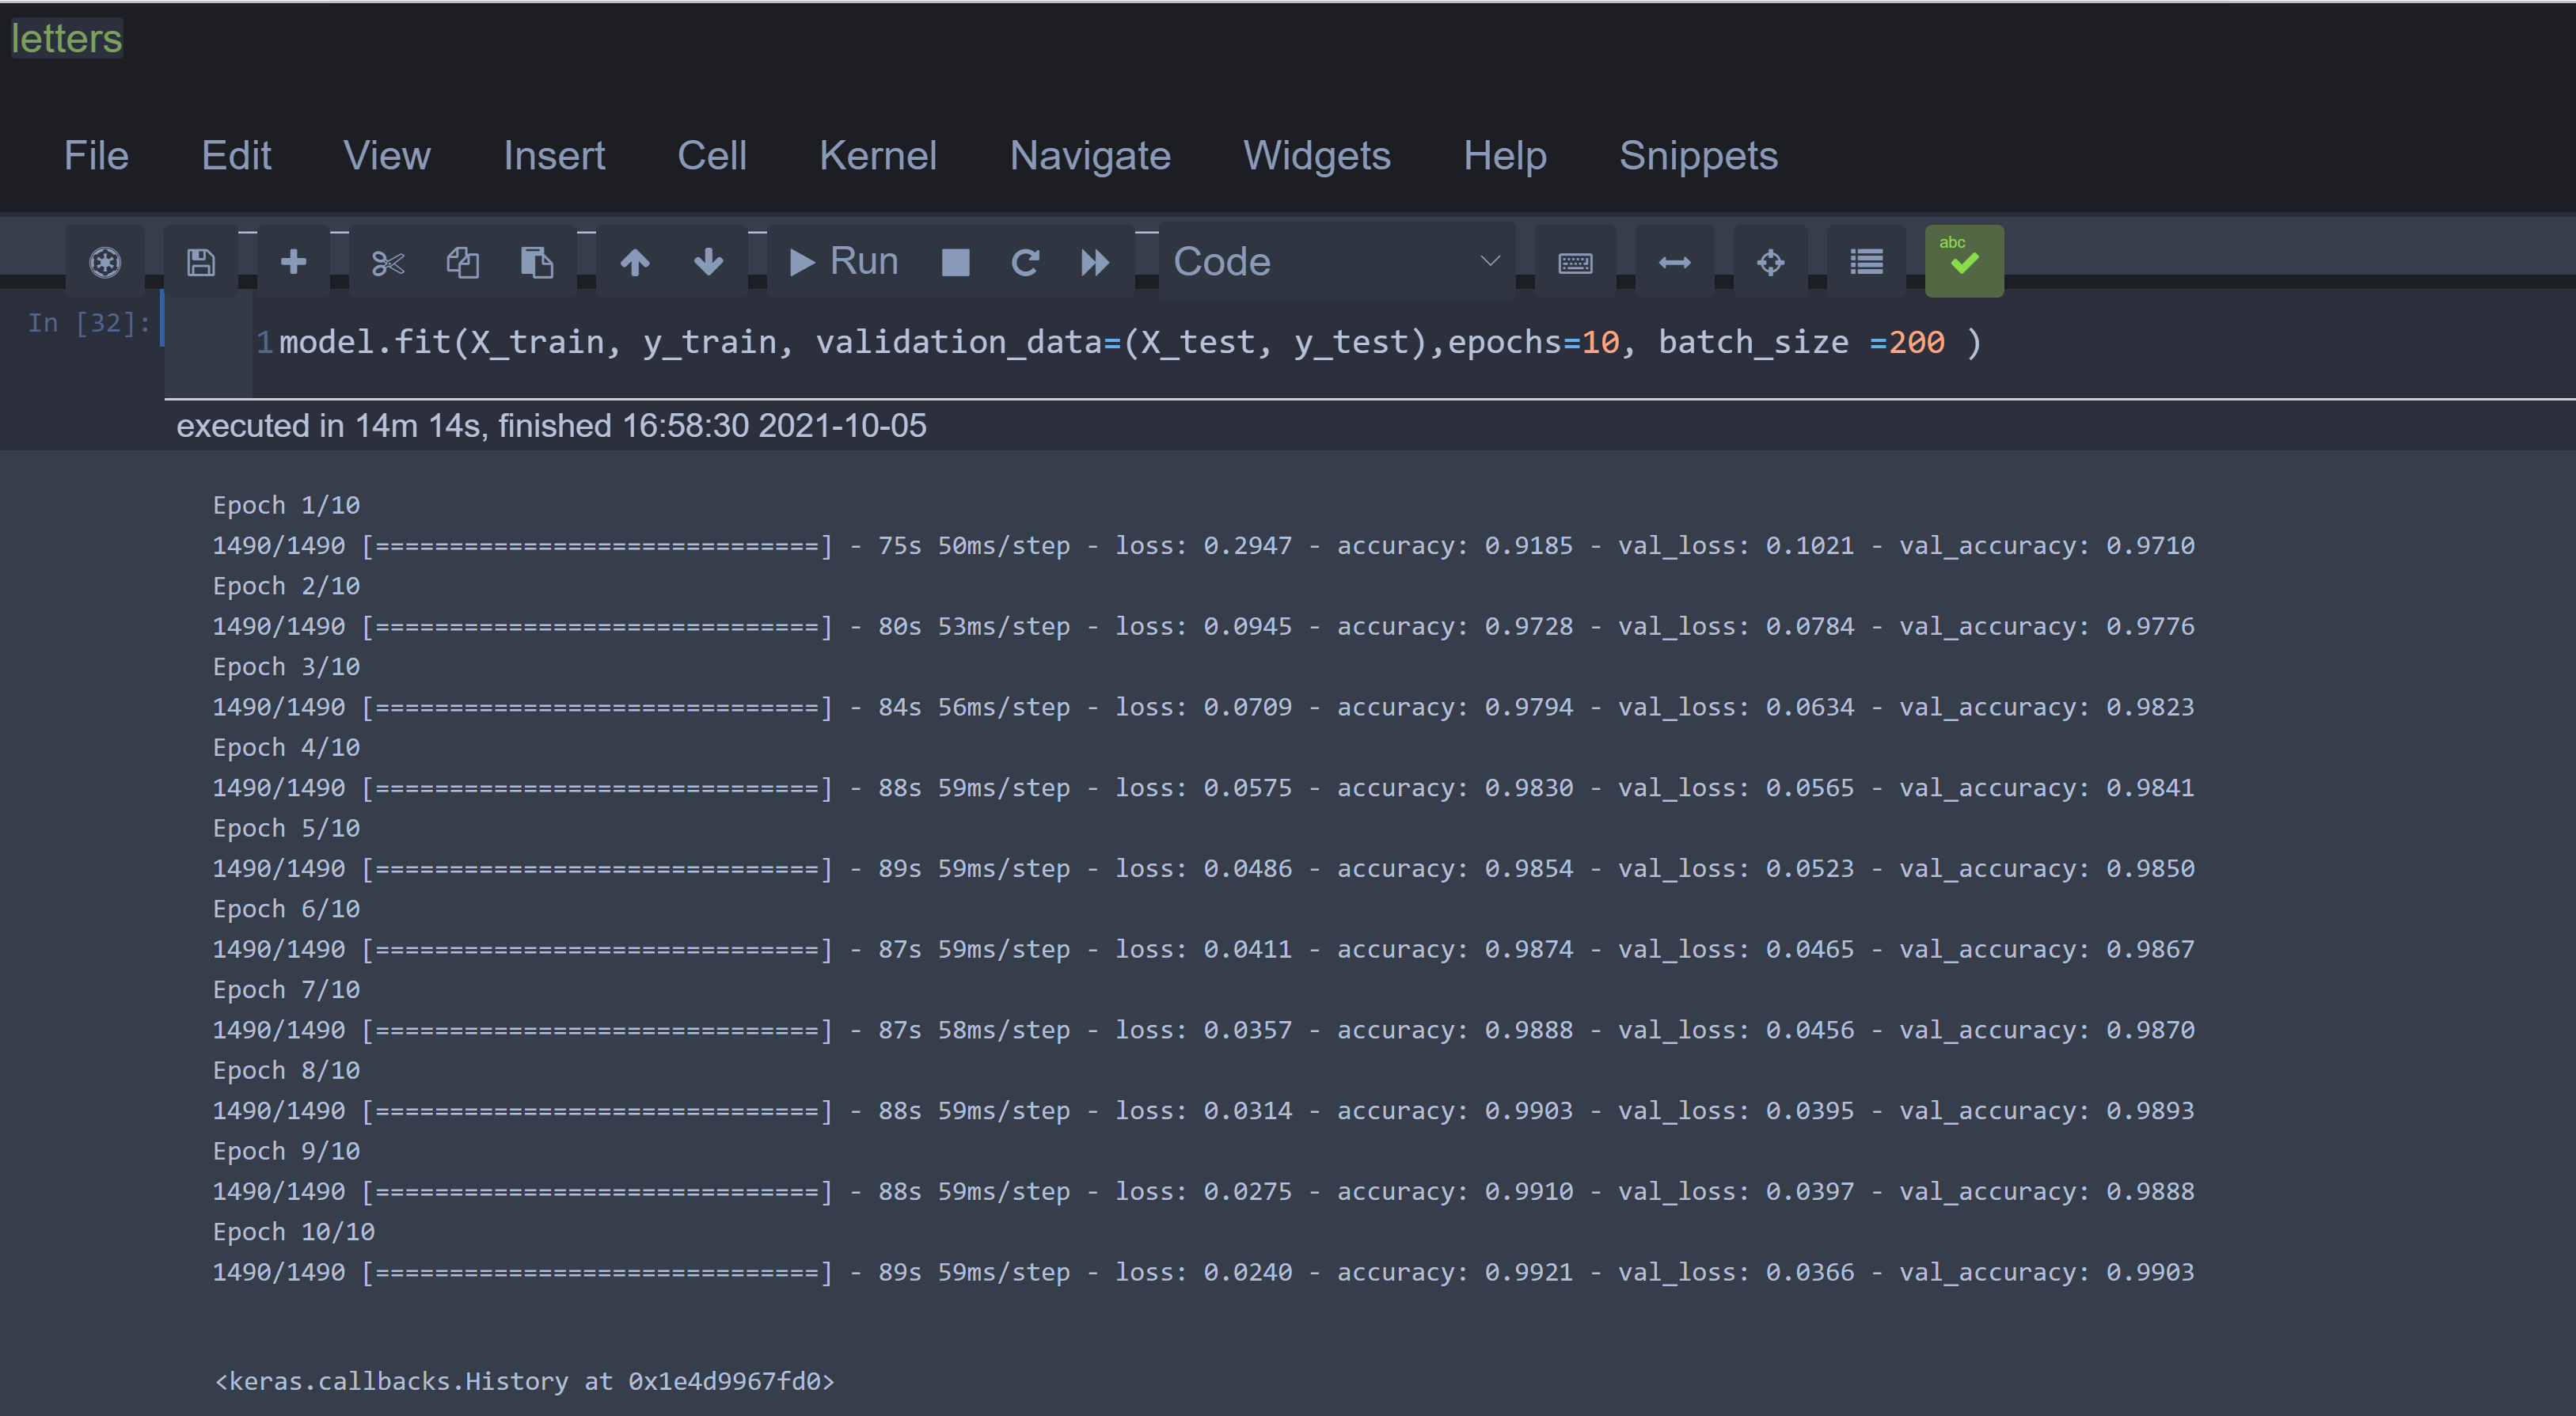 letters
File Edit View Insert Cell Kernel Navigate Widgets Help Snippets
Run Code abc
In [32]:
1 model.fit(X_train, y_train, validation_data=(X_test, y_test),epochs=10, batch_size =200 )
executed in 14m 14s, finished 16:58:30 2021-10-05
Epoch 1/10
1490/1490 [==============================] - 75s 50ms/step - loss: 0.2947 - accuracy: 0.9185 - val_loss: 0.1021 - val_accuracy: 0.9710
Epoch 2/10
1490/1490 [==============================] - 80s 53ms/step - loss: 0.0945 - accuracy: 0.9728 - val_loss: 0.0784 - val_accuracy: 0.9776
Epoch 3/10
1490/1490 [==============================] - 84s 56ms/step - loss: 0.0709 - accuracy: 0.9794 - val_loss: 0.0634 - val_accuracy: 0.9823
Epoch 4/10
1490/1490 [==============================] - 88s 59ms/step - loss: 0.0575 - accuracy: 0.9830 - val_loss: 0.0565 - val_accuracy: 0.9841
Epoch 5/10
1490/1490 [==============================] - 89s 59ms/step - loss: 0.0486 - accuracy: 0.9854 - val_loss: 0.0523 - val_accuracy: 0.9850
Epoch 6/10
1490/1490 [==============================] - 87s 59ms/step - loss: 0.0411 - accuracy: 0.9874 - val_loss: 0.0465 - val_accuracy: 0.9867
Epoch 7/10
1490/1490 [==============================] - 87s 58ms/step - loss: 0.0357 - accuracy: 0.9888 - val_loss: 0.0456 - val_accuracy: 0.9870
Epoch 8/10
1490/1490 [==============================] - 88s 59ms/step - loss: 0.0314 - accuracy: 0.9903 - val_loss: 0.0395 - val_accuracy: 0.9893
Epoch 9/10
1490/1490 [==============================] - 88s 59ms/step - loss: 0.0275 - accuracy: 0.9910 - val_loss: 0.0397 - val_accuracy: 0.9888
Epoch 10/10
1490/1490 [==============================] - 89s 59ms/step - loss: 0.0240 - accuracy: 0.9921 - val_loss: 0.0366 - val_accuracy: 0.9903
<keras.callbacks.History at 0x1e4d9967fd0>